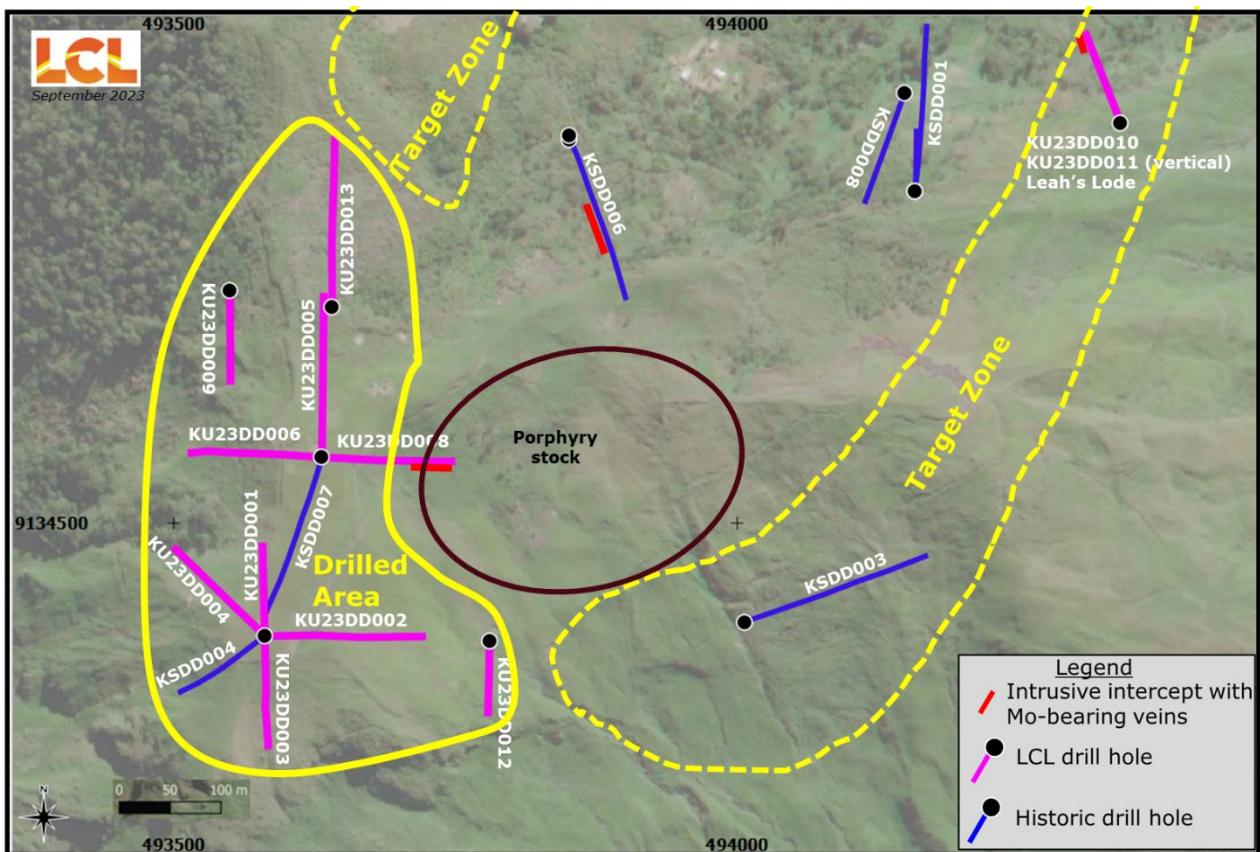 493500
494000
LCL
September 2023
Target Zone
KSDD001
KSDD008
KSDD006
KU23DD010
KU23DD011 (vertical)
Leah's Lode
KU23DD013
KU23DD005
KU23DD009
KU23DD006
KU23DD008
Porphyry
stock
Target Zone
KSDD007
KU23DD001
9134500
KU23DD004
Drilled
Area
KSDD003
KU23DD002
KSDD004
KU23DD003
KU23DD012
Legend
Intrusive intercept with
Mo-bearing veins
LCL drill hole
Historic drill hole
N
0 50 100 m
493500
494000